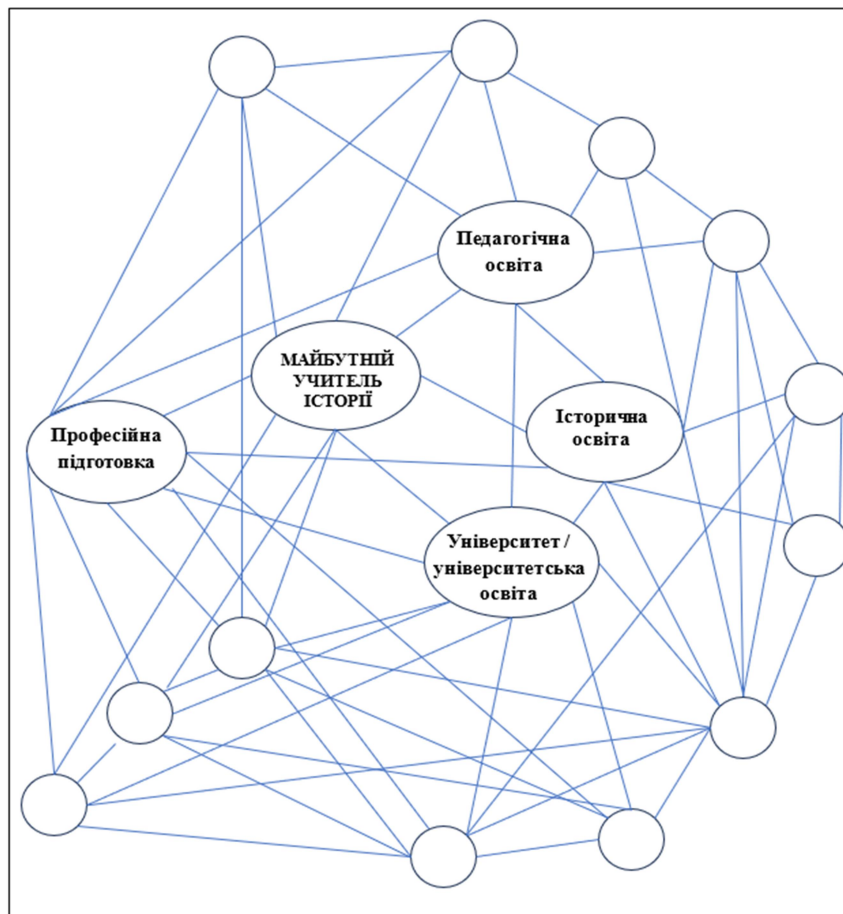 Педагогічна
освіта
МАЙБУТНІЙ
УЧИТЕЛЬ
ІСТОРІЇ
Історична
освіта
Професійна
підготовка
Університет /
університетська
освіта